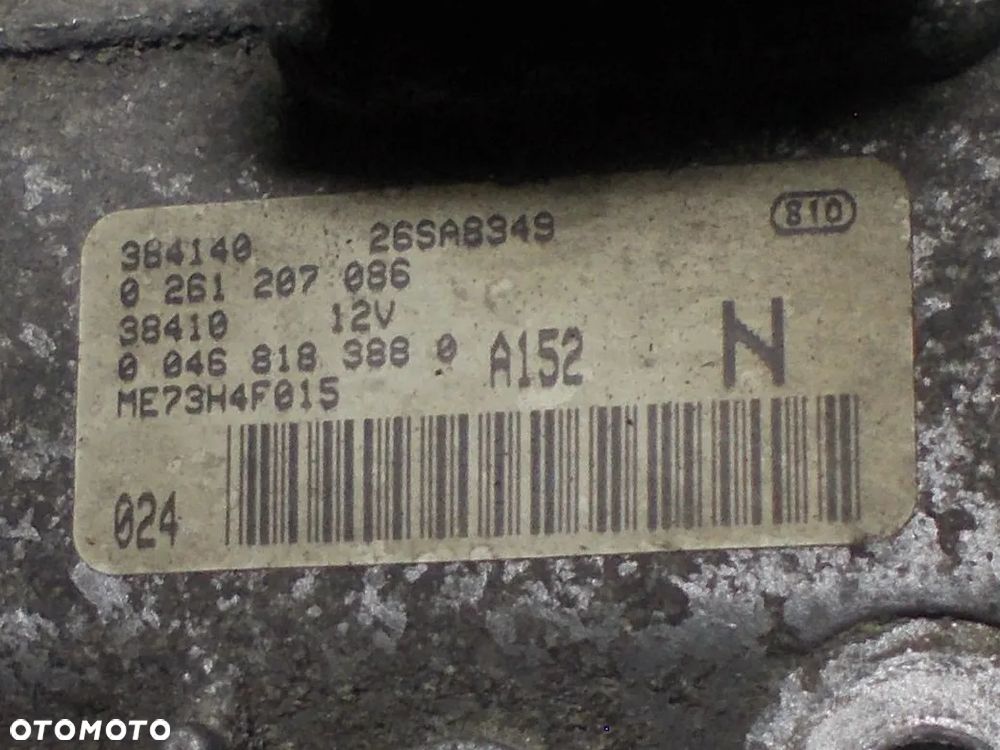 384140 26SA8349 810
0 261 207 086
38410 12V
0 046 818 388 0 A152 N
ME73H4F015
024
OTOMOTO